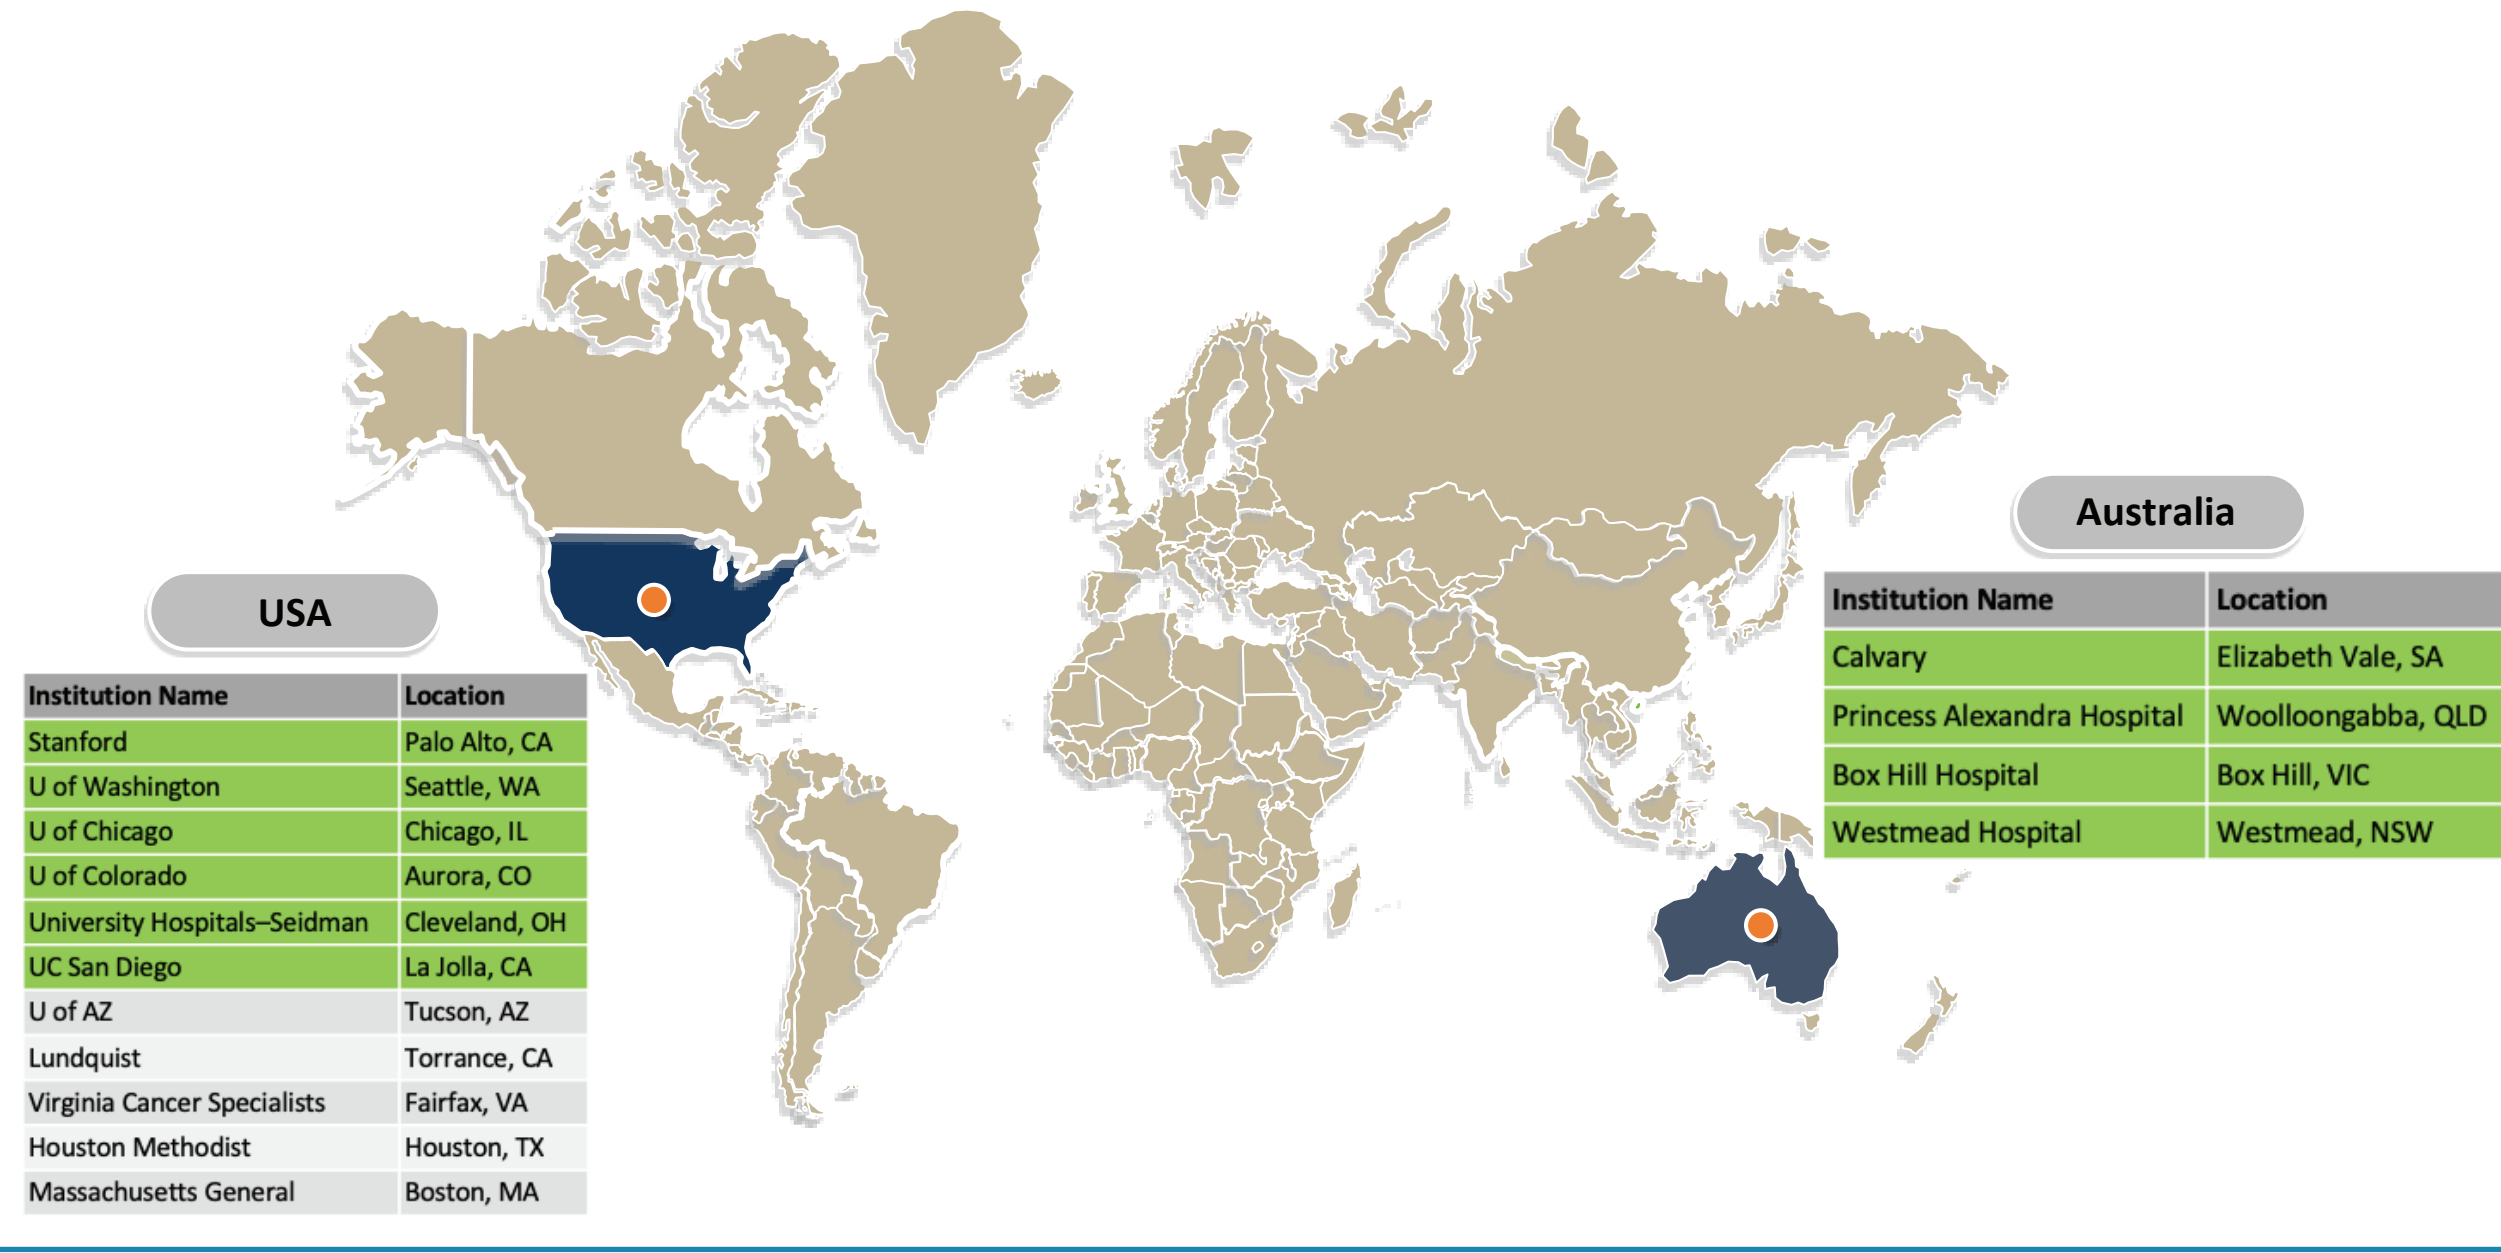 USA
Institution Name Location
Stanford Palo Alto, CA
U of Washington Seattle, WA
U of Chicago Chicago, IL
U of Colorado Aurora, CO
University Hospitals–Seidman Cleveland, OH
UC San Diego La Jolla, CA
U of AZ Tucson, AZ
Lundquist Torrance, CA
Virginia Cancer Specialists Fairfax, VA
Houston Methodist Houston, TX
Massachusetts General Boston, MA
Australia
Institution Name Location
Calvary Elizabeth Vale, SA
Princess Alexandra Hospital Woolloongabba, QLD
Box Hill Hospital Box Hill, VIC
Westmead Hospital Westmead, NSW